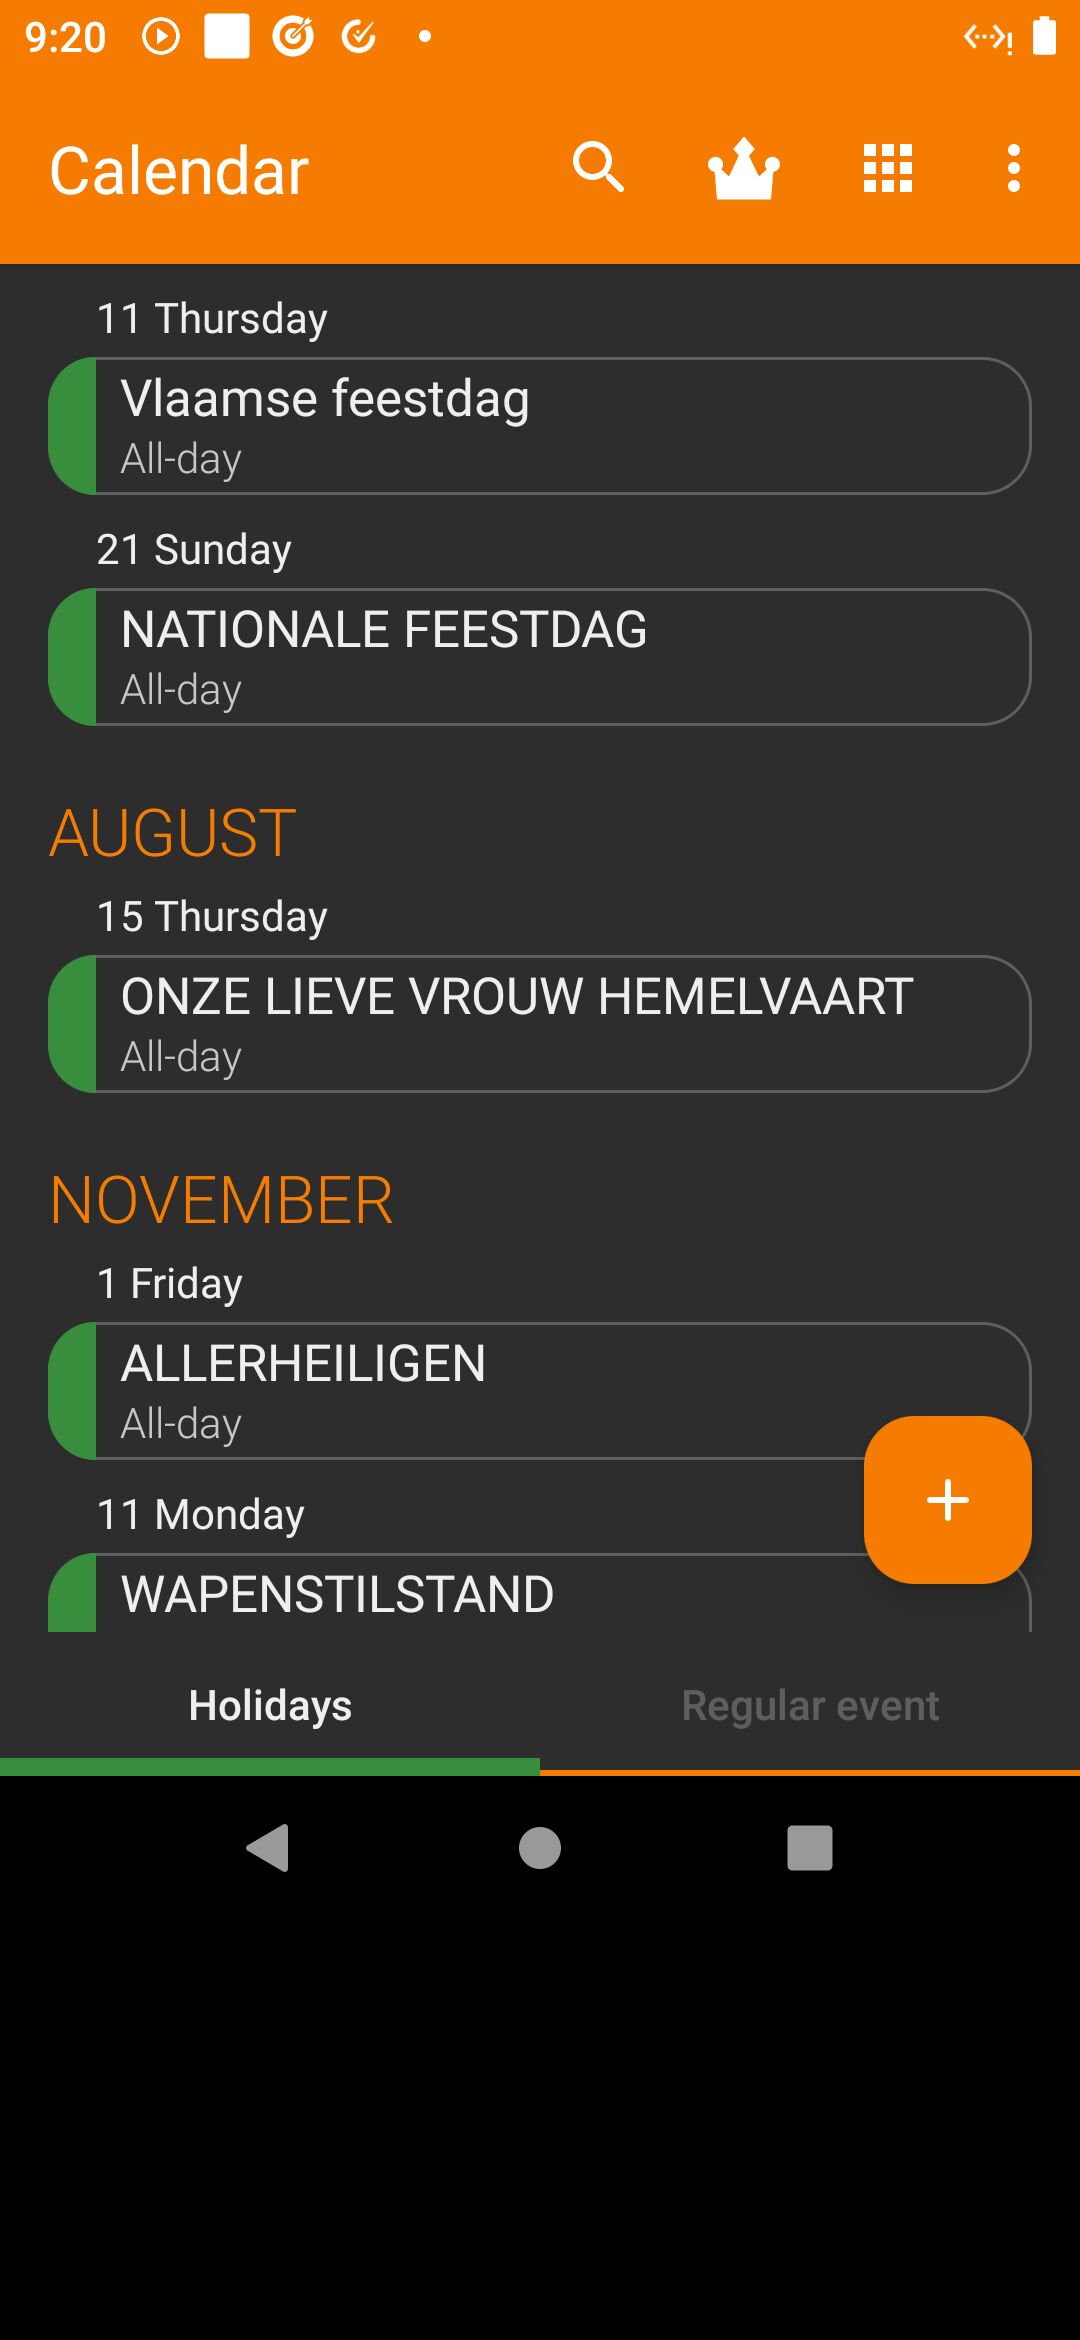 9:20
Calendar
11 Thursday
Vlaamse feestdag
All-day
21 Sunday
NATIONALE FEESTDAG
All-day
AUGUST
15 Thursday
ONZE LIEVE VROUW HEMELVAART
All-day
NOVEMBER
1 Friday
ALLERHEILIGEN
All-day
11 Monday
WAPENSTILSTAND
Holidays
Regular event